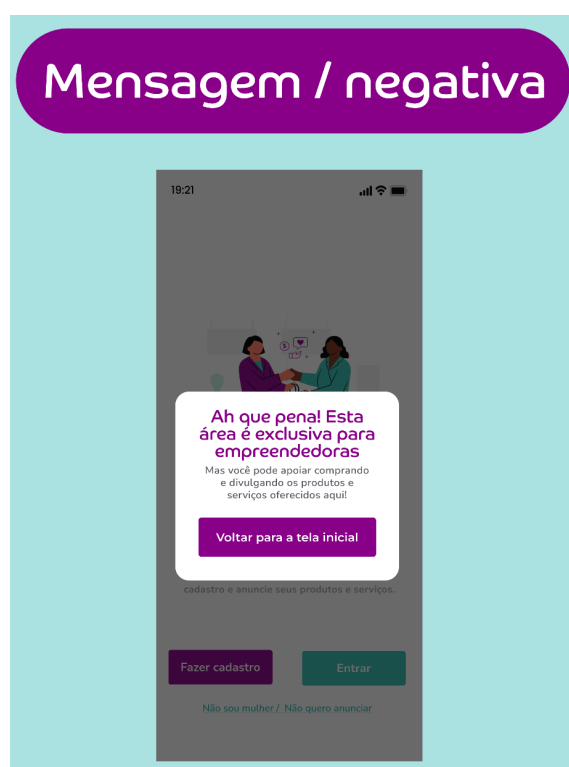 Mensagem / negativa
19:21
Ah que pena! Esta
área é exclusiva para
empreendedoras
Mas você pode apoiar comprando
e divulgando os produtos e
serviços oferecidos aqui!
Voltar para a tela inicial
cadastro e anuncie seus produtos e serviços.
Fazer cadastro
Entrar
Não sou mulher / Não quero anunciar